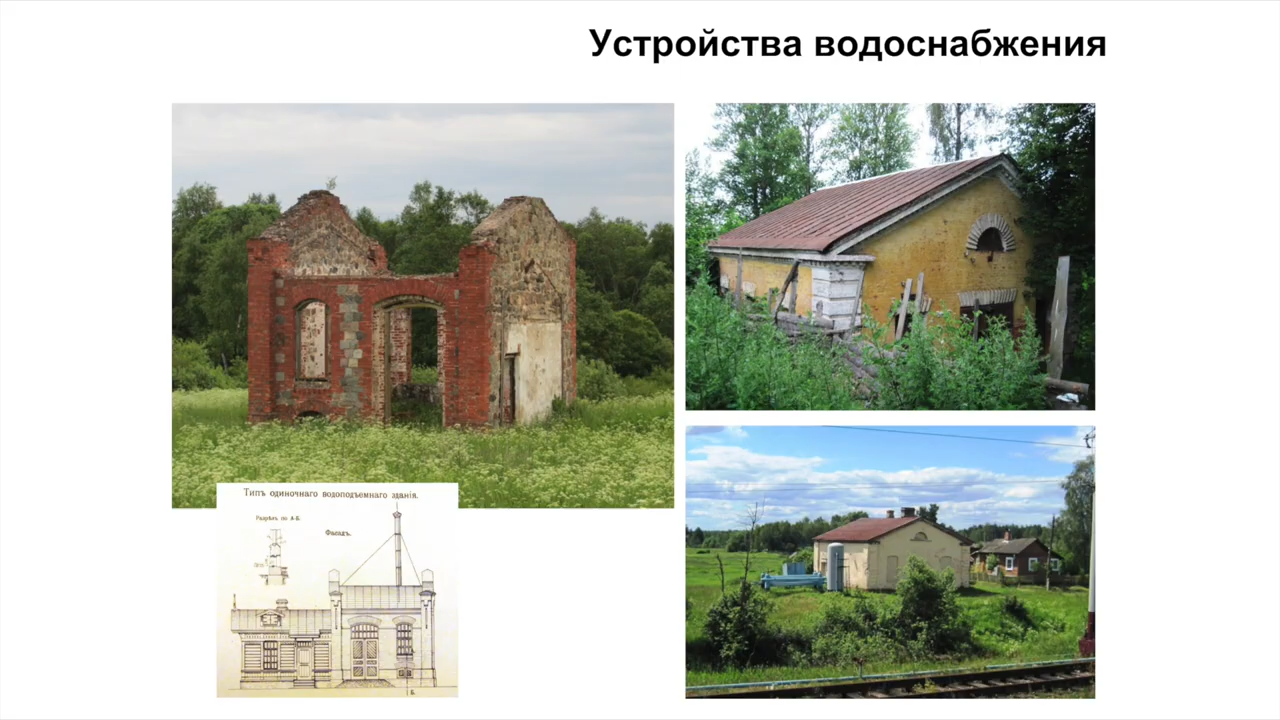 Устройства водоснабжения
Типъ одиночнаго водоподъемнаго зданія.
Разрѣзъ по А-Б.
Фасадъ.
Б.